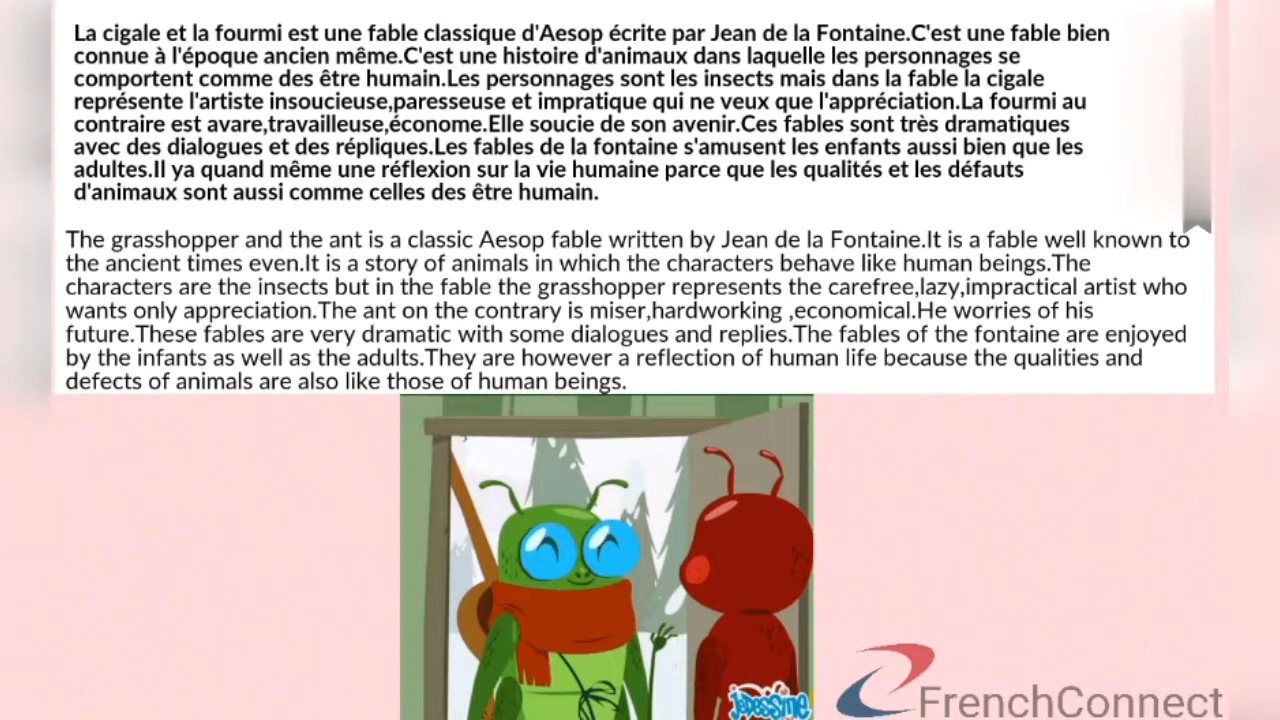 La cigale et la fourmi est une fable classique d'Aesop écrite par Jean de la Fontaine.C'est une fable bien
connue à l'époque ancien même.C'est une histoire d'animaux dans laquelle les personnages se
comportent comme des être humain.Les personnages sont les insects mais dans la fable la cigale
représente l'artiste insoucieuse,paresseuse et impratique qui ne veux que l'appréciation.La fourmi au
contraire est avare,travailleuse,économe.Elle soucie de son avenir.Ces fables sont très dramatiques
avec des dialogues et des répliques.Les fables de la fontaine s'amusent les enfants aussi bien que les
adultes.Il ya quand même une réflexion sur la vie humaine parce que les qualités et les défauts
d'animaux sont aussi comme celles des être humain.
The grasshopper and the ant is a classic Aesop fable written by Jean de la Fontaine.It is a fable well known to
the ancient times even.It is a story of animals in which the characters behave like human beings.The
characters are the insects but in the fable the grasshopper represents the carefree,lazy,impractical artist who
wants only appreciation.The ant on the contrary is miser,hardworking ,economical.He worries of his
future.These fables are very dramatic with some dialogues and replies.The fables of the fontaine are enjoyed
by the infants as well as the adults.They are however a reflection of human life because the qualities and
defects of animals are also like those of human beings.
jedessine
FrenchConnect